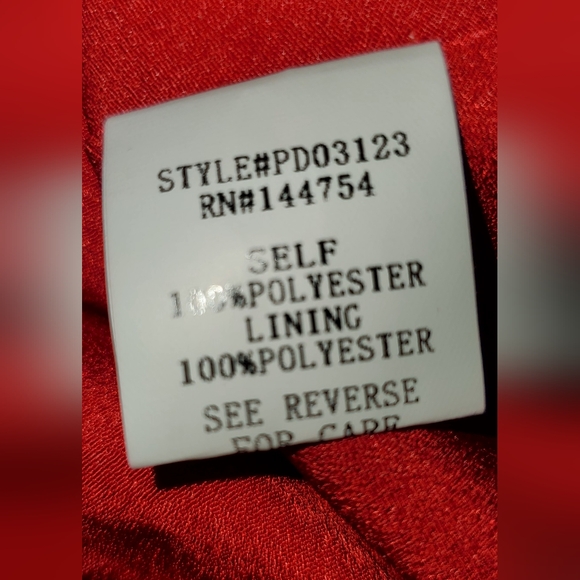 STYLE#PD03123
RN#144754
SELF
100%POLYESTER
LINING
100%POLYESTER
SEE REVERSE
FOR CARE